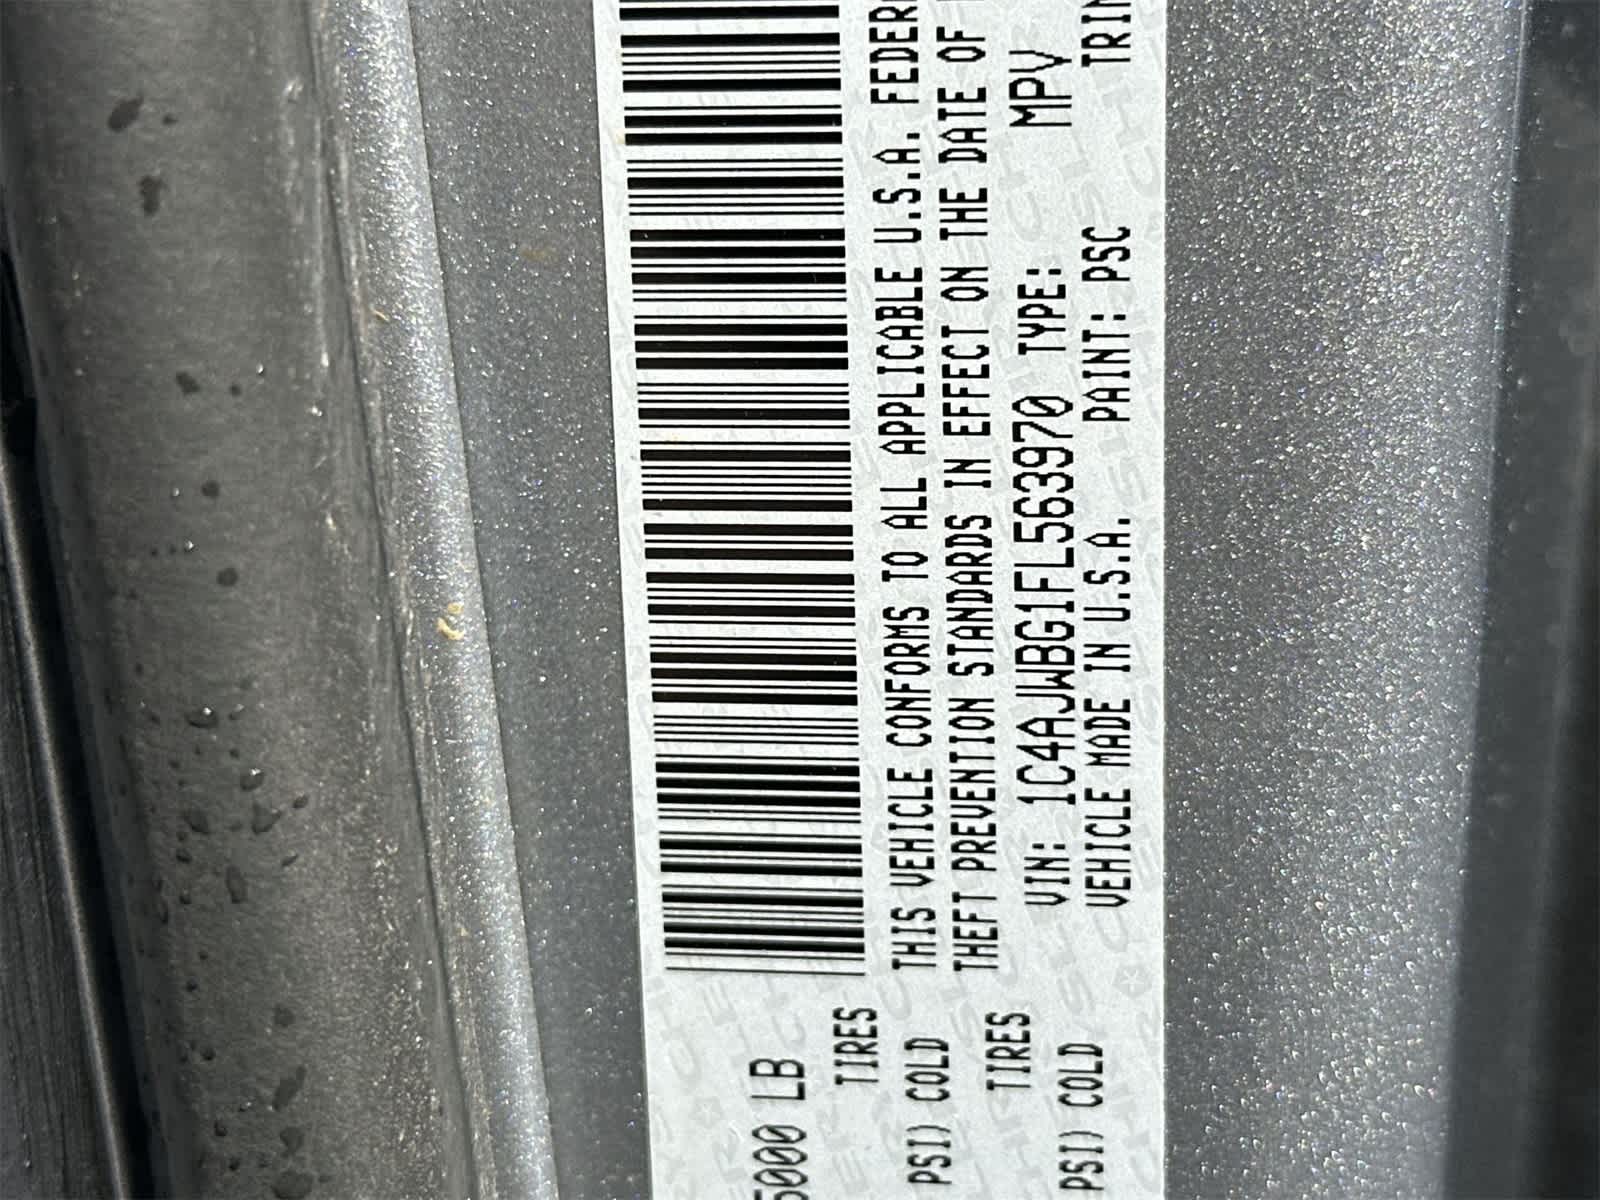 5000 LB
TIRES
PSI) COLD
TIRES
PSI) COLD
THIS VEHICLE CONFORMS TO ALL APPLICABLE U.S.A. FEDER
THEFT PREVENTION STANDARDS IN EFFECT ON THE DATE OF
VIN: 1C4AJWBG1FL563970 TYPE: MPV
VEHICLE MADE IN U.S.A. PAINT: PSC TRIM